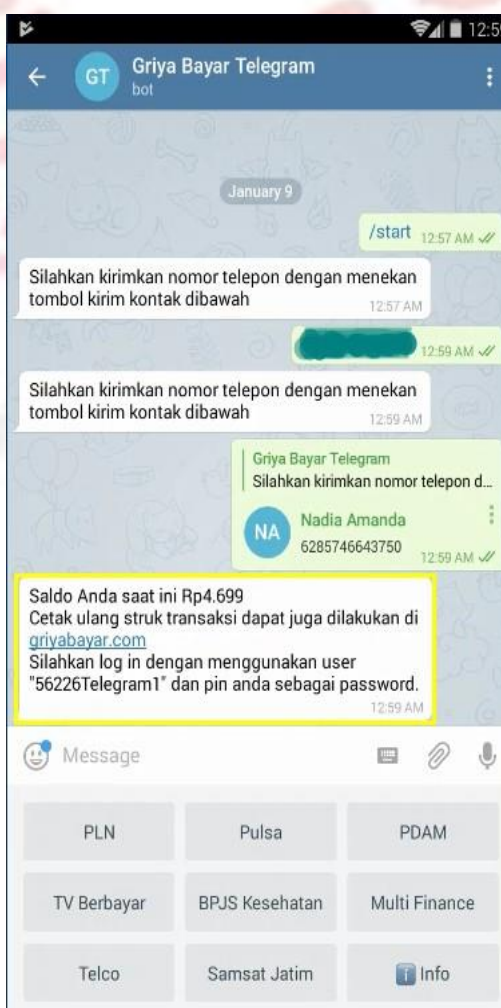 12:59
GT
Griya Bayar Telegram
bot
January 9
/start 12:57 AM
Silahkan kirimkan nomor telepon dengan menekan
tombol kirim kontak dibawah
12:57 AM
12:59 AM
Silahkan kirimkan nomor telepon dengan menekan
tombol kirim kontak dibawah
12:59 AM
Griya Bayar Telegram
Silahkan kirimkan nomor telepon d...
NA
Nadia Amanda
6285746643750
12:59 AM
Saldo Anda saat ini Rp4.699
Cetak ulang struk transaksi dapat juga dilakukan di
griyabayar.com
Silahkan log in dengan menggunakan user
"56226Telegram1" dan pin anda sebagai password.
12:59 AM
Message
PLN Pulsa PDAM
TV Berbayar BPJS Kesehatan Multi Finance
Telco Samsat Jatim Info